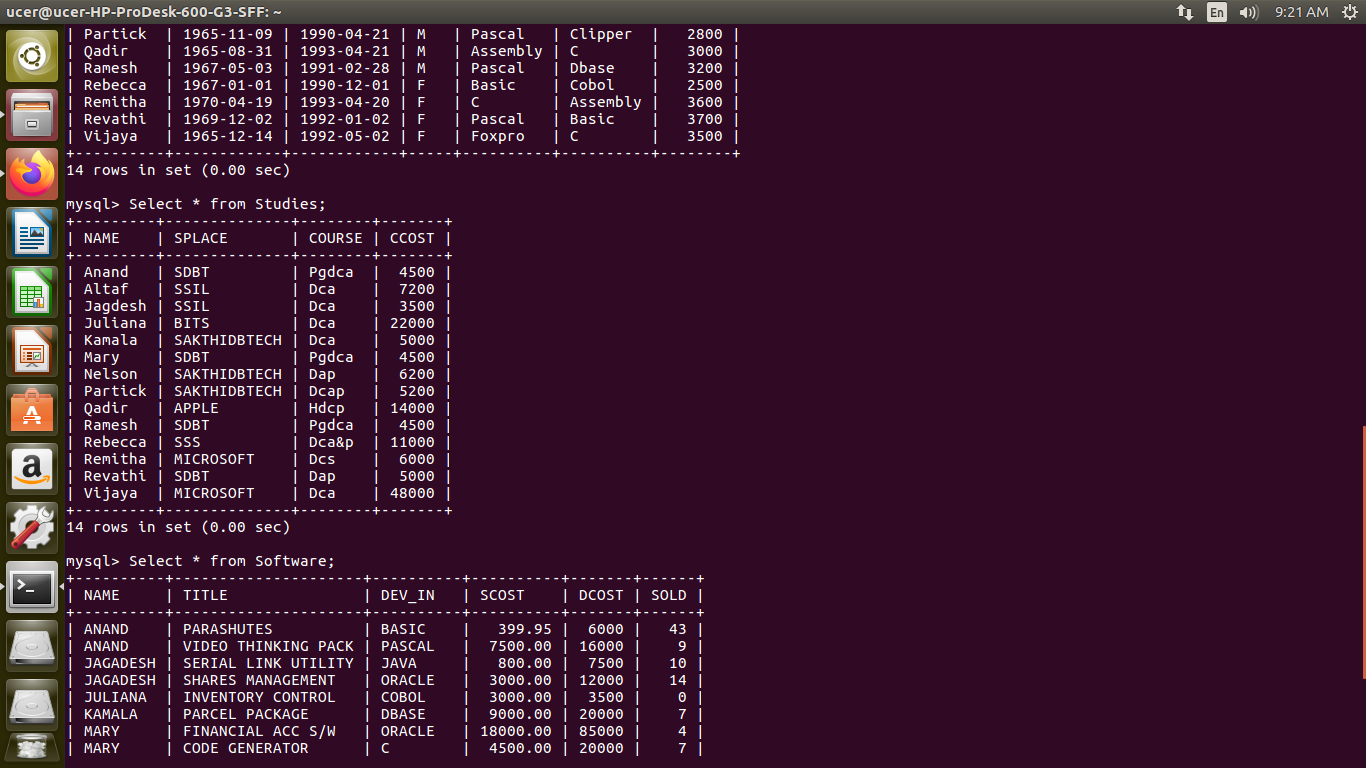 ucer@ucer-HP-ProDesk-600-G3-SFF: ~ En 9:21 AM
| Partick | 1965-11-09 | 1990-04-21 | M   | Pascal   | Clipper  |   2800 |
| Qadir   | 1965-08-31 | 1993-04-21 | M   | Assembly | C        |   3000 |
| Ramesh  | 1967-05-03 | 1991-02-28 | M   | Pascal   | Dbase    |   3200 |
| Rebecca | 1967-01-01 | 1990-12-01 | F   | Basic    | Cobol    |   2500 |
| Remitha | 1970-04-19 | 1993-04-20 | F   | C        | Assembly |   3600 |
| Revathi | 1969-12-02 | 1992-01-02 | F   | Pascal   | Basic    |   3700 |
| Vijaya  | 1965-12-14 | 1992-05-02 | F   | Foxpro   | C        |   3500 |
+---------+------------+------------+-----+----------+----------+--------+
14 rows in set (0.00 sec)
mysql> Select * from Studies;
+---------+--------------+--------+-------+
| NAME    | SPLACE       | COURSE | CCOST |
+---------+--------------+--------+-------+
| Anand   | SDBT         | Pgdca  |  4500 |
| Altaf   | SSIL         | Dca    |  7200 |
| Jagdesh | SSIL         | Dca    |  3500 |
| Juliana | BITS         | Dca    | 22000 |
| Kamala  | SAKTHIDBTECH | Dca    |  5000 |
| Mary    | SDBT         | Pgdca  |  4500 |
| Nelson  | SAKTHIDBTECH | Dap    |  6200 |
| Partick | SAKTHIDBTECH | Dcap   |  5200 |
| Qadir   | APPLE        | Hdcp   | 14000 |
| Ramesh  | SDBT         | Pgdca  |  4500 |
| Rebecca | SSS          | Dca&p  | 11000 |
| Remitha | MICROSOFT    | Dcs    |  6000 |
| Revathi | SDBT         | Dap    |  5000 |
| Vijaya  | MICROSOFT    | Dca    | 48000 |
+---------+--------------+--------+-------+
14 rows in set (0.00 sec)
mysql> Select * from Software;
+----------+---------------------+----------+----------+-------+------+
| NAME     | TITLE               | DEV_IN   | SCOST    | DCOST | SOLD |
+----------+---------------------+----------+----------+-------+------+
| ANAND    | PARASHUTES          | BASIC    |   399.95 |  6000 |   43 |
| ANAND    | VIDEO THINKING PACK | PASCAL   |  7500.00 | 16000 |    9 |
| JAGADESH | SERIAL LINK UTILITY | JAVA     |   800.00 |  7500 |   10 |
| JAGADESH | SHARES MANAGEMENT   | ORACLE   |  3000.00 | 12000 |   14 |
| JULIANA  | INVENTORY CONTROL   | COBOL    |  3000.00 |  3500 |    0 |
| KAMALA   | PARCEL PACKAGE      | DBASE    |  9000.00 | 20000 |    7 |
| MARY     | FINANCIAL ACC S/W   | ORACLE   | 18000.00 | 85000 |    4 |
| MARY     | CODE GENERATOR      | C        |  4500.00 | 20000 |    7 |